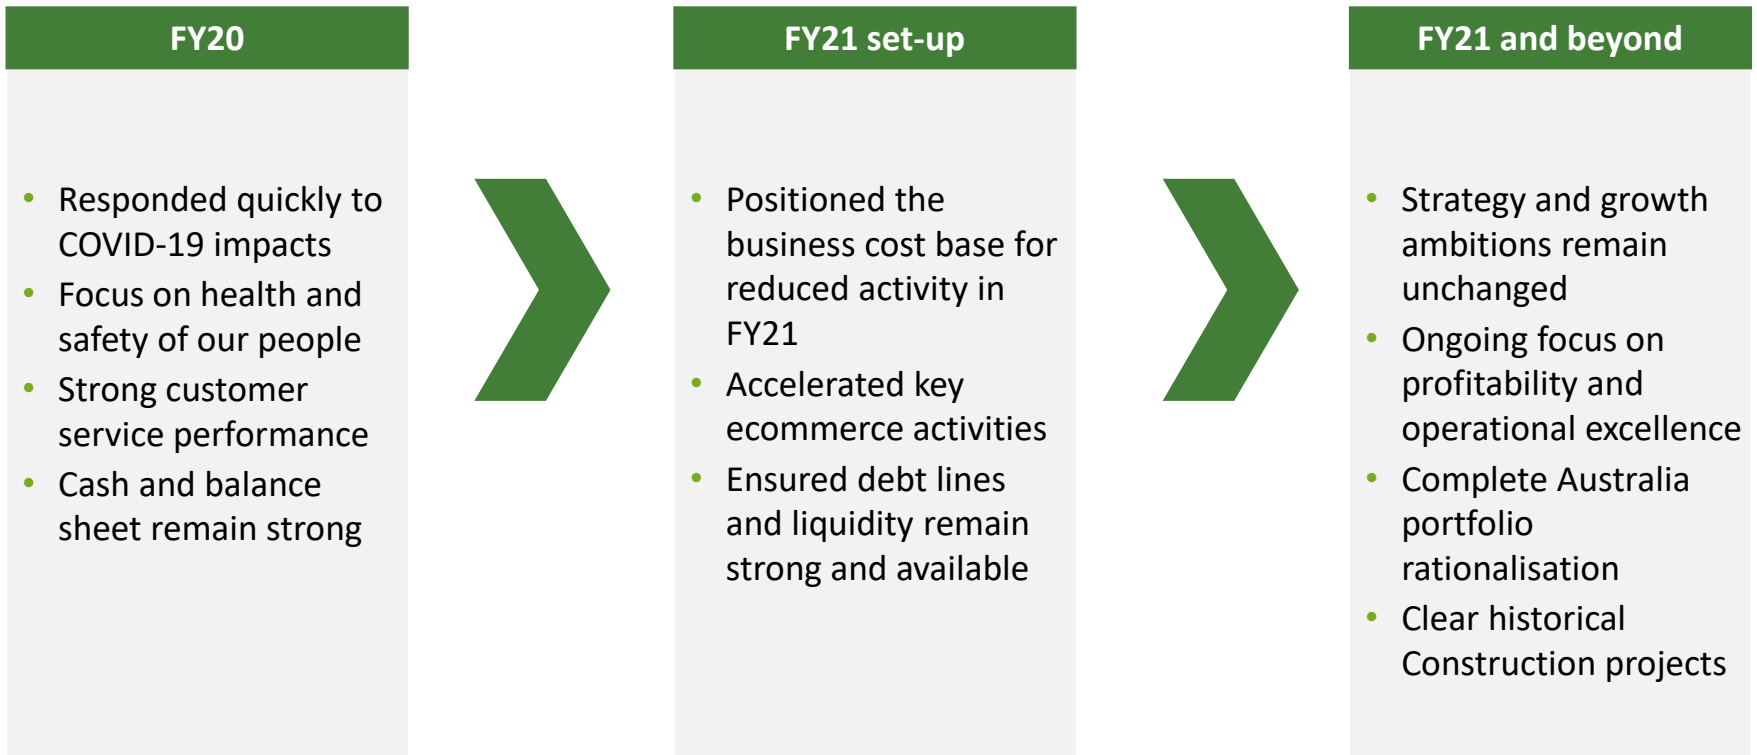 FY20
• Responded quickly to
COVID-19 impacts
• Focus on health and
safety of our people
• Strong customer
service performance
• Cash and balance
sheet remain strong
FY21 set-up
• Positioned the
business cost base for
reduced activity in
FY21
• Accelerated key
ecommerce activities
• Ensured debt lines
and liquidity remain
strong and available
FY21 and beyond
• Strategy and growth
ambitions remain
unchanged
• Ongoing focus on
profitability and
operational excellence
• Complete Australia
portfolio
rationalisation
• Clear historical
Construction projects